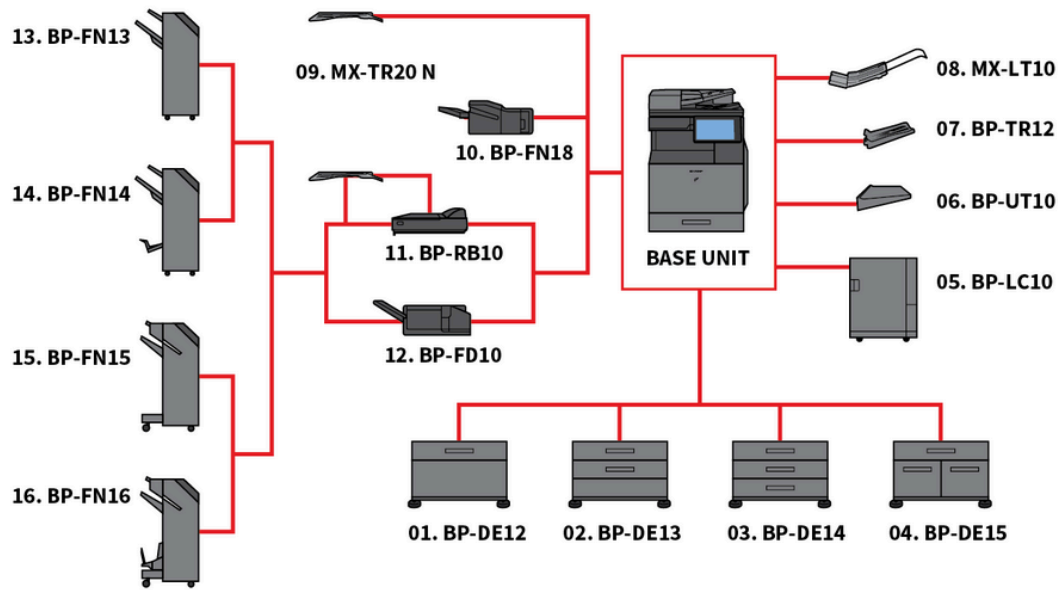 13. BP-FN13
09. MX-TR20 N
08. MX-LT10
07. BP-TR12
10. BP-FN18
14. BP-FN14
06. BP-UT10
11. BP-RB10
BASE UNIT
05. BP-LC10
15. BP-FN15
12. BP-FD10
16. BP-FN16
01. BP-DE12
02. BP-DE13
03. BP-DE14
04. BP-DE15